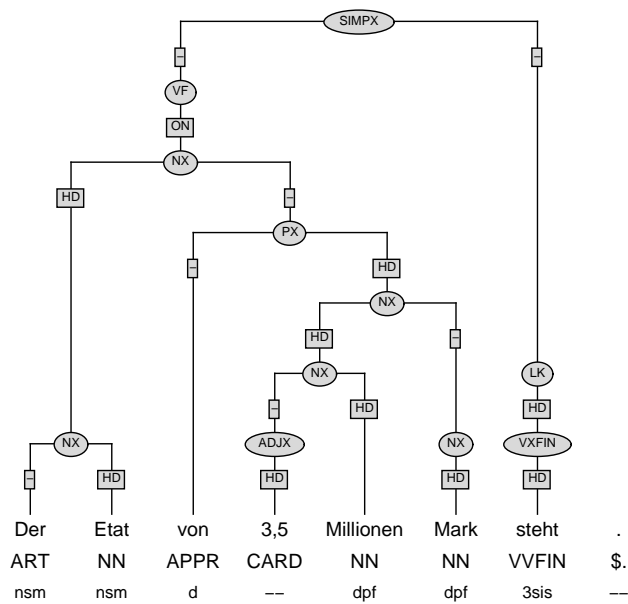 SIMPX
– –
VF
ON
NX
HD –
PX
– HD
NX
HD –
NX LK
– HD HD
NX ADJX NX VXFIN
– HD HD HD HD
Der Etat von 3,5 Millionen Mark steht .
ART NN APPR CARD NN NN VVFIN $.
nsm nsm d –– dpf dpf 3sis ––